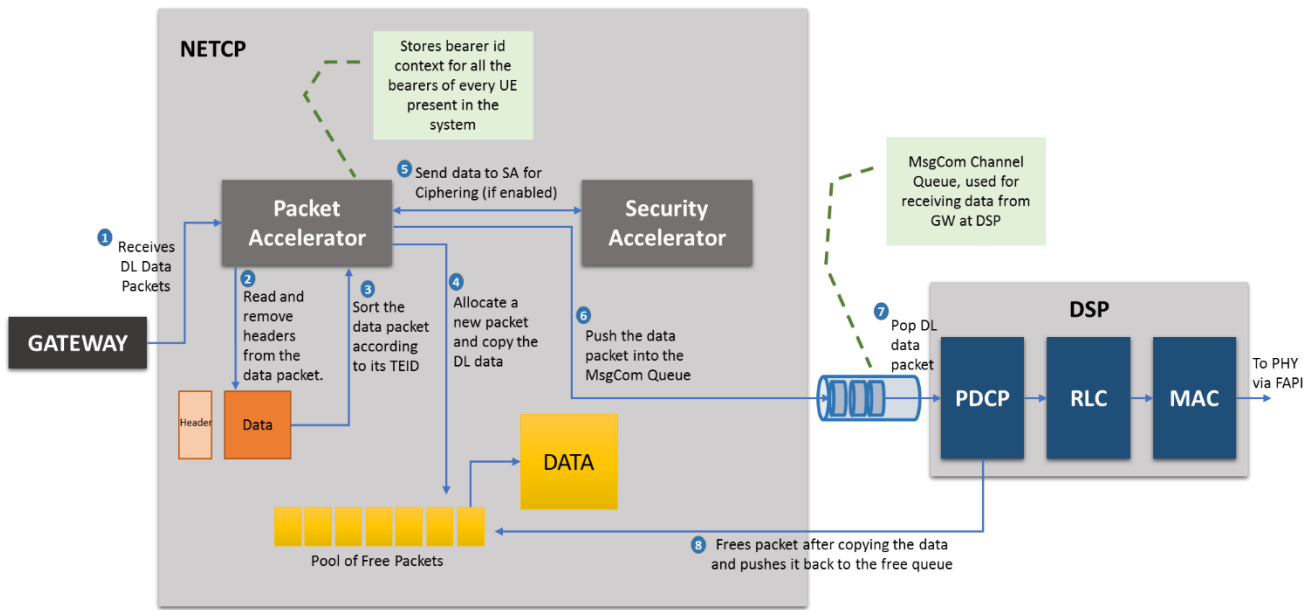 NETCP
Stores bearer id
context for all the
bearers of every UE
present in the
system
MsgCom Channel
Queue, used for
receiving data from
GW at DSP
5
Send data to SA for
Ciphering (if enabled)
Packet
Accelerator
Security
Accelerator
1
Receives
DL Data
Packets
GATEWAY
2
Read and
remove
headers
from the
data packet.
3
Sort the
data packet
according
to its TEID
4
Allocate a
new packet
and copy the
DL data
6
Push the data
packet into the
MsgCom Queue
7
Pop DL
data
packet
DSP
PDCP
RLC
MAC
To PHY
via FAPI
Header
Data
DATA
Pool of Free Packets
8
Frees packet after copying the data
and pushes it back to the free queue